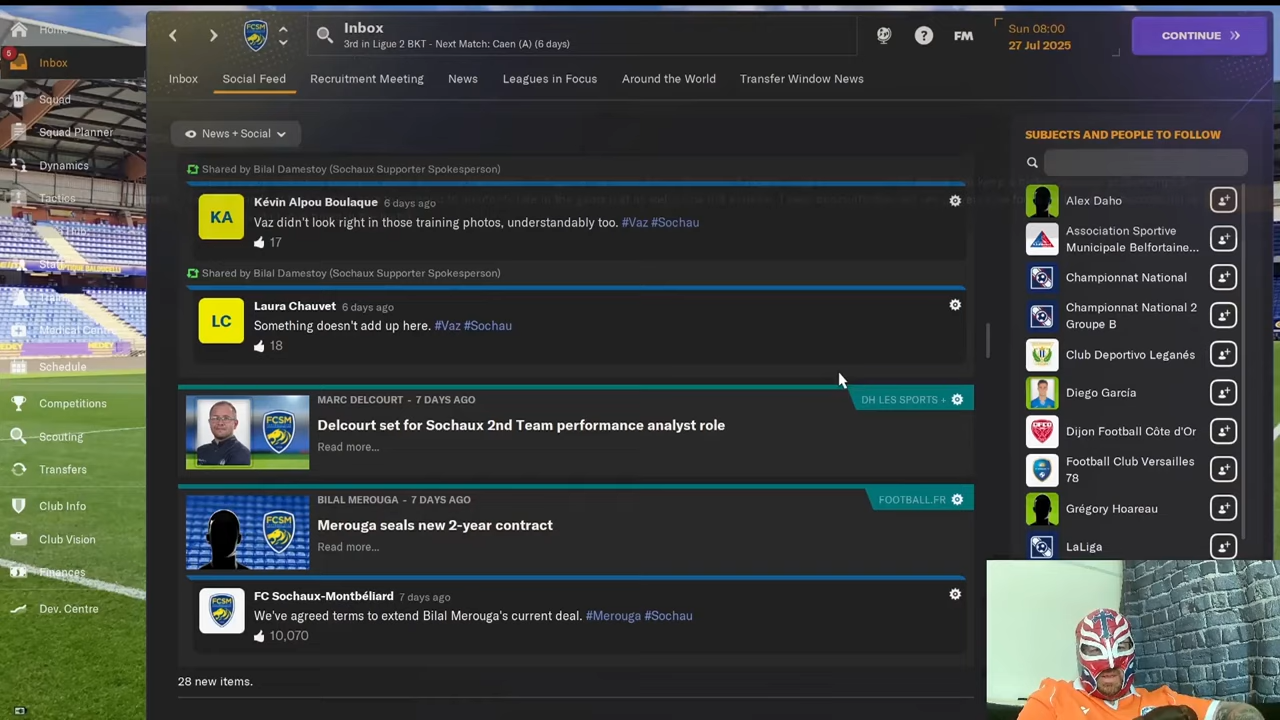 Home
5
Inbox
Squad
Squad Planner
Dynamics
Tactics
Staff
Medical Centre
Schedule
Competitions
Scouting
Transfers
Club Info
Club Vision
Finances
Dev. Centre
FCSM
Inbox
3rd in Ligue 2 BKT - Next Match: Caen (A) (6 days)
?
FM
Sun 08:00
27 Jul 2025
CONTINUE
Inbox
Social Feed
Recruitment Meeting
News
Leagues in Focus
Around the World
Transfer Window News
News + Social
Shared by Bilal Damestoy (Sochaux Supporter Spokesperson)
KA
Kévin Alpou Boulaque 6 days ago
Vaz didn't look right in those training photos, understandably too. #Vaz #Sochau
17
Shared by Bilal Damestoy (Sochaux Supporter Spokesperson)
LC
Laura Chauvet 6 days ago
Something doesn't add up here. #Vaz #Sochau
18
MARC DELCOURT - 7 DAYS AGO
DH LES SPORTS +
FCSM
Delcourt set for Sochaux 2nd Team performance analyst role
Read more...
BILAL MEROUGA - 7 DAYS AGO
FOOTBALL.FR
FCSM
Merouga seals new 2-year contract
Read more...
FC Sochaux-Montbéliard 7 days ago
We've agreed terms to extend Bilal Merouga's current deal. #Merouga #Sochau
10,070
28 new items.
SUBJECTS AND PEOPLE TO FOLLOW
Alex Daho
Association Sportive
Municipale Belfortaine...
Championnat National
Championnat National 2
Groupe B
Club Deportivo Leganés
Diego García
Dijon Football Côte d'Or
Football Club Versailles
78
Grégory Hoareau
LaLiga